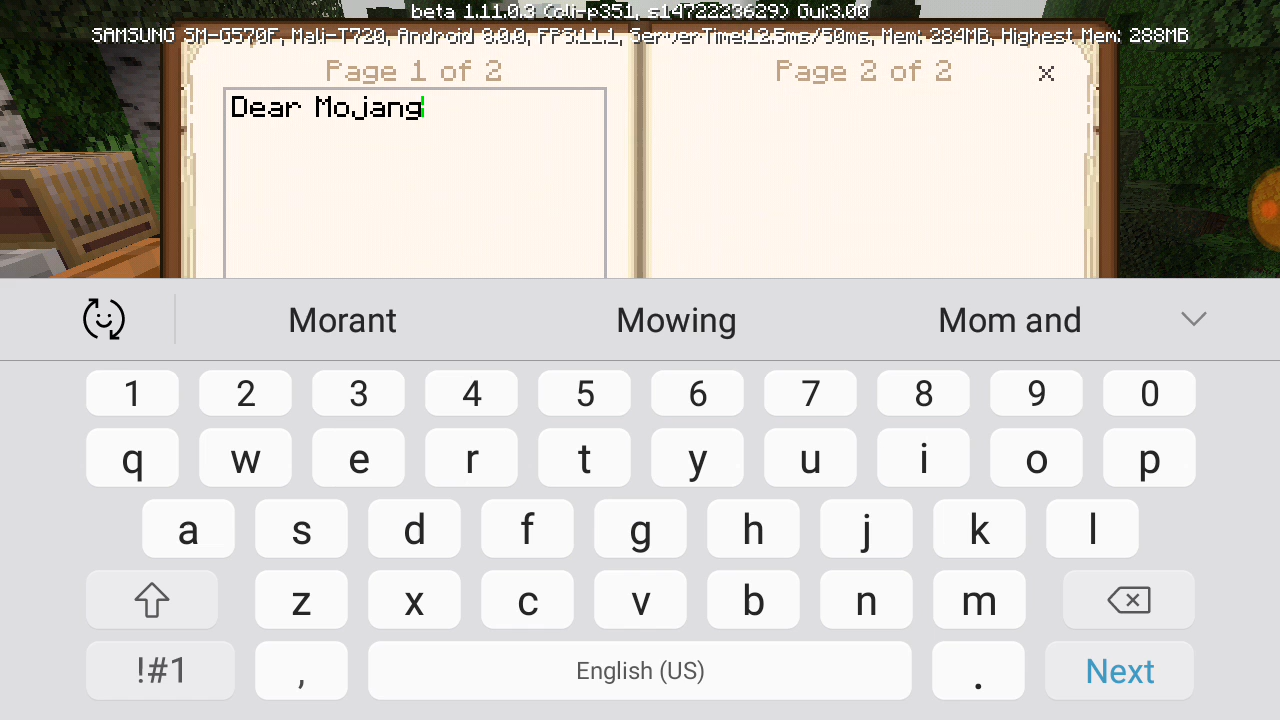 beta 1.11.0.3 (cli-p351, s1472223629) Gui:3.00
SAMSUNG SM-G570F, Mali-T720, Android 8.0.0, FPS:11.1, ServerTime:12.5ms/50ms, Mem: 284MB, Highest Mem: 288MB
Page 1 of 2
Page 2 of 2
x
Dear Mojang
Morant Mowing Mom and
1 2 3 4 5 6 7 8 9 0
q w e r t y u i o p
a s d f g h j k l
z x c v b n m
!#1 , English (US) . Next